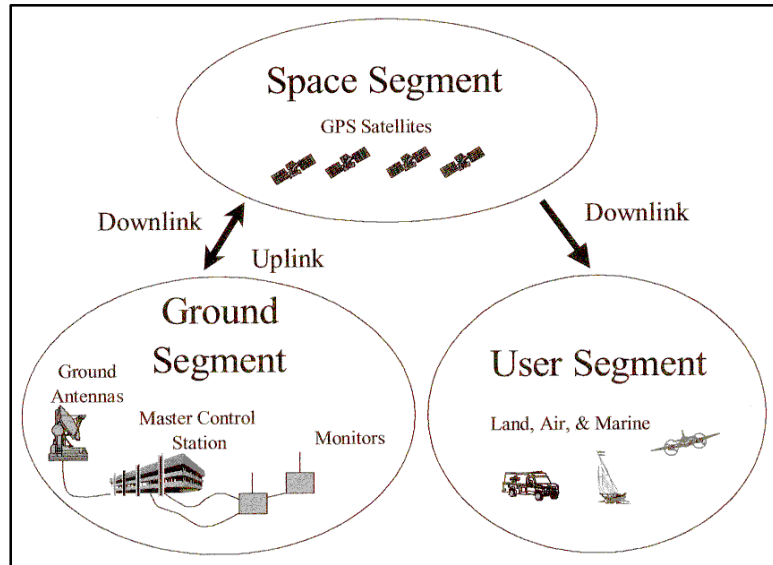 Space Segment
GPS Satellites
Downlink
Uplink
Downlink
Ground
Segment
Ground
Antennas
Master Control
Station
Monitors
User Segment
Land, Air, & Marine